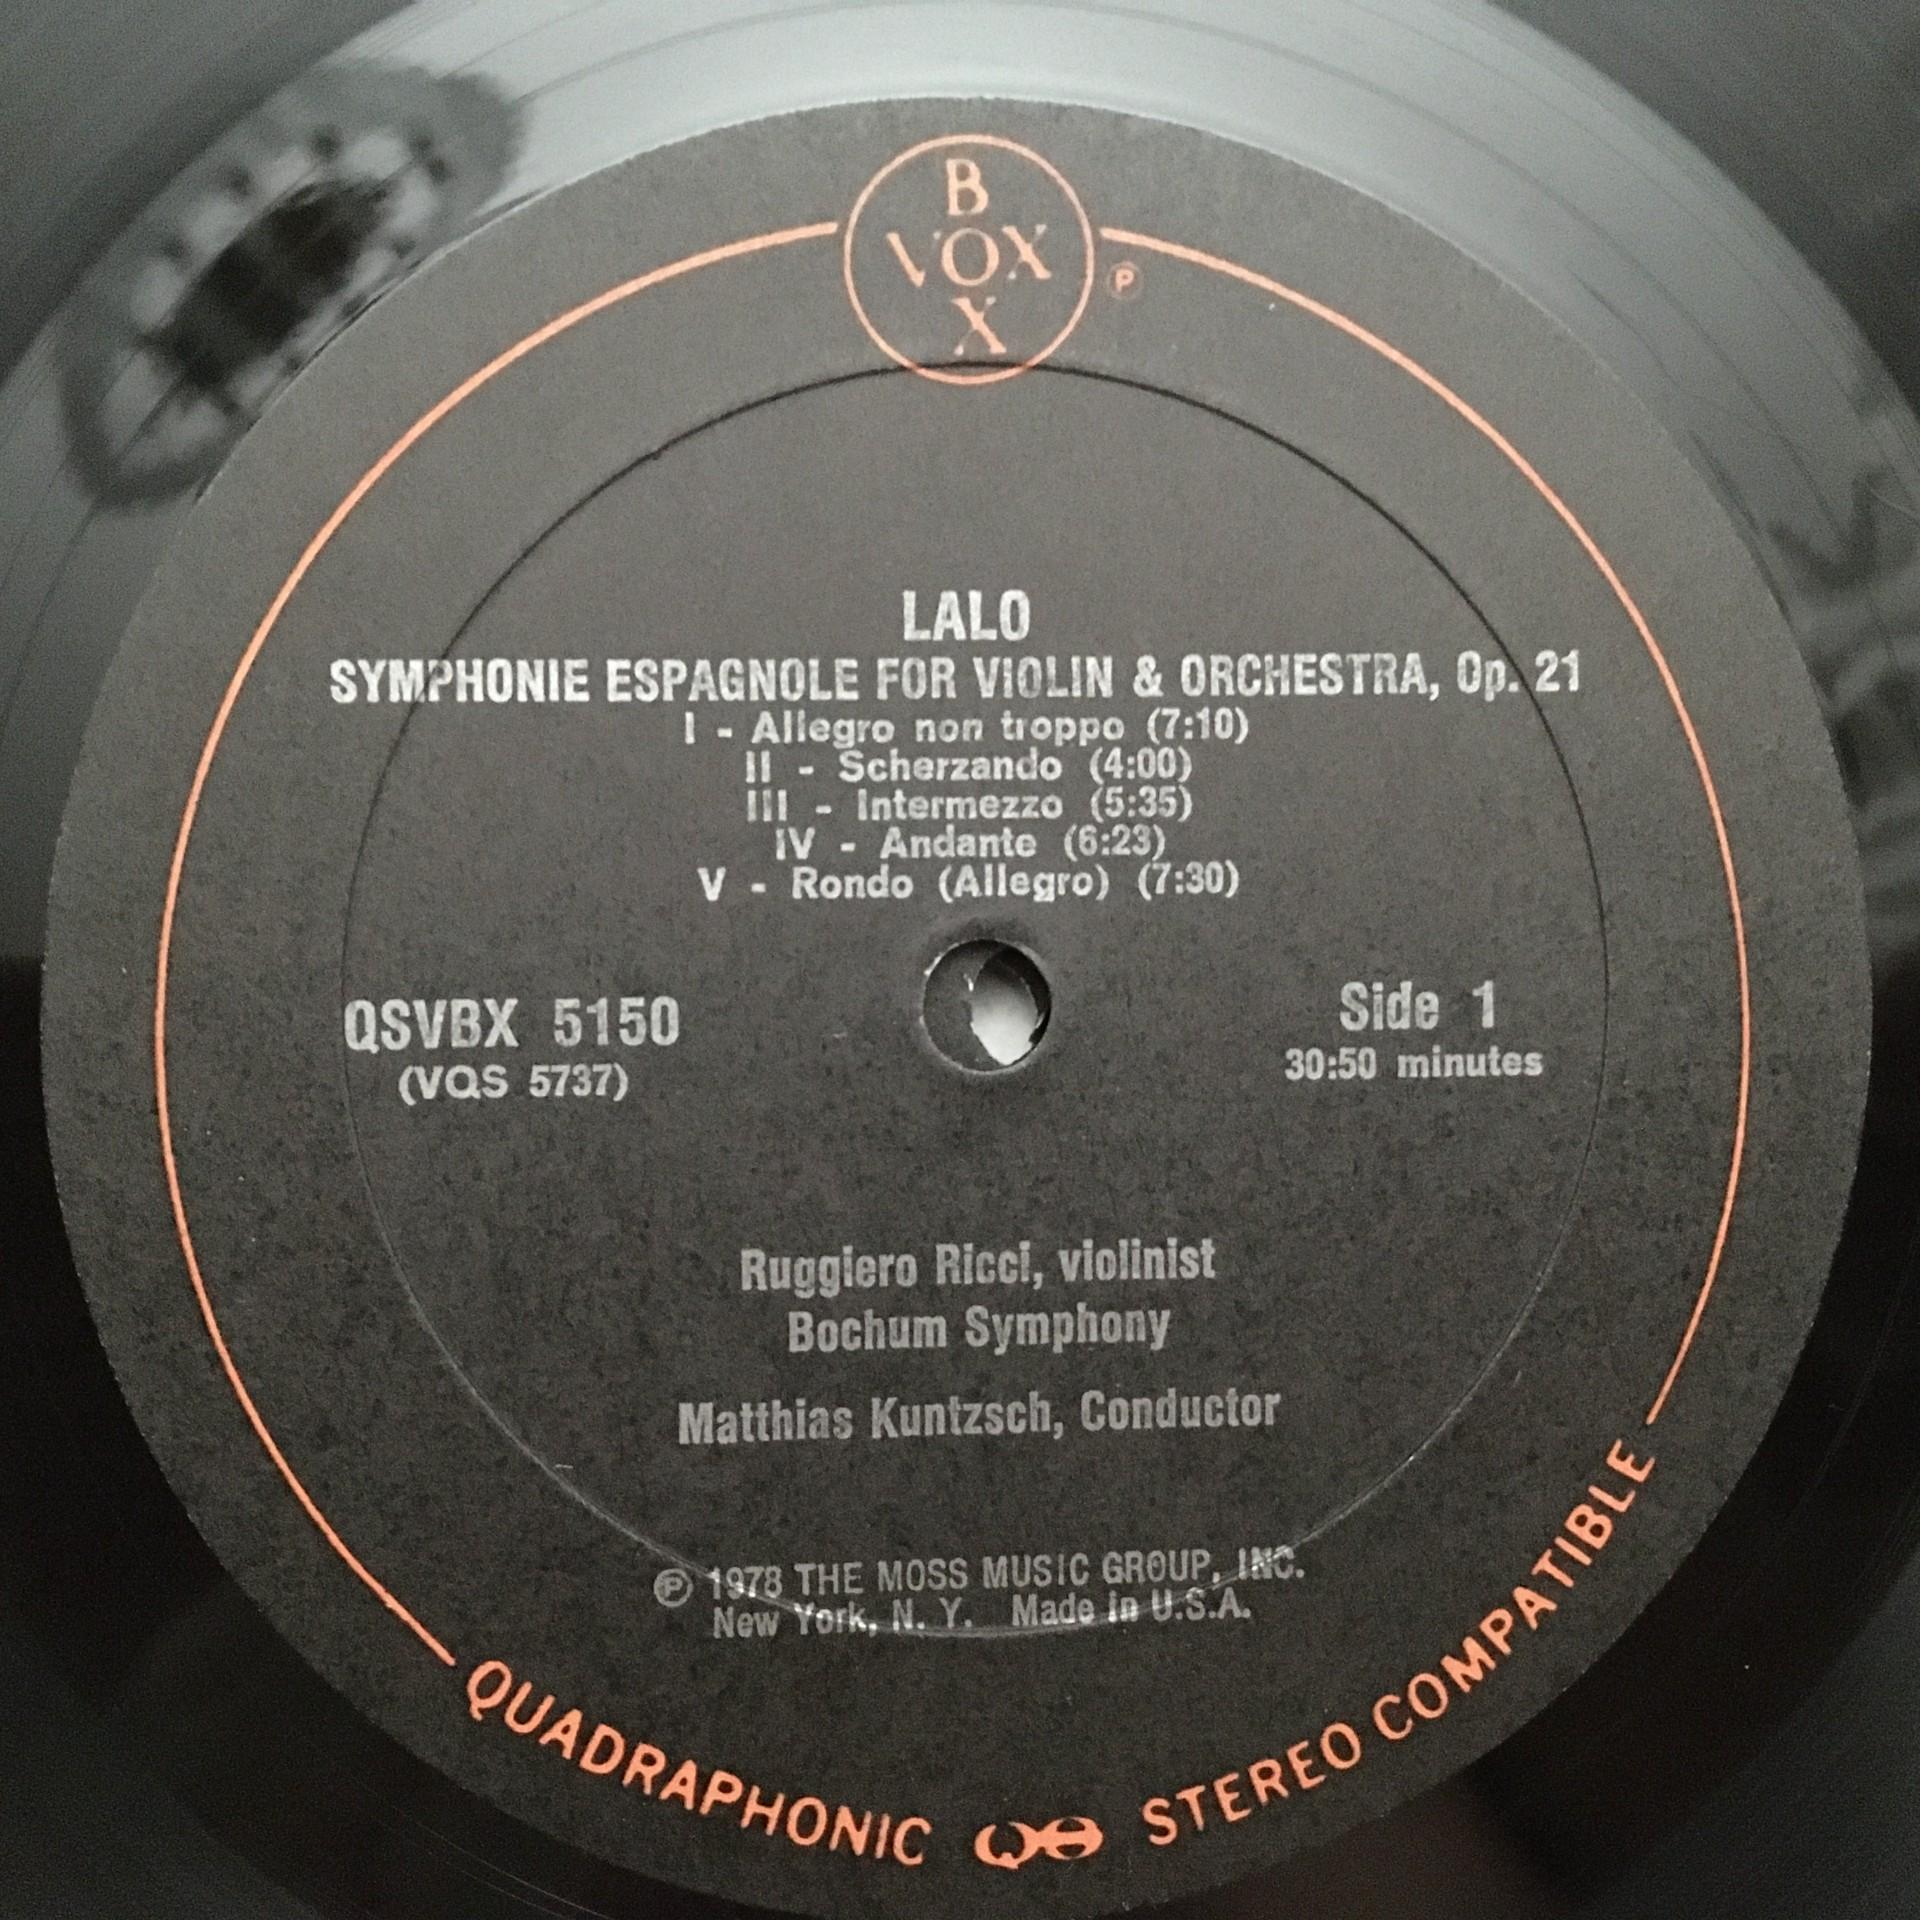 B
VOX
X
℗
LALO
SYMPHONIE ESPAGNOLE FOR VIOLIN & ORCHESTRA, Op. 21
I - Allegro non troppo (7:10)
II - Scherzando (4:00)
III - Intermezzo (5:35)
IV - Andante (6:23)
V - Rondo (Allegro) (7:30)
QSVBX 5150
(VQS 5737)
Side 1
30:50 minutes
Ruggiero Ricci, violinist
Bochum Symphony
Matthias Kuntzsch, Conductor
℗ 1978 THE MOSS MUSIC GROUP, INC.
New York, N. Y. Made in U.S.A.
QUADRAPHONIC QS STEREO COMPATIBLE